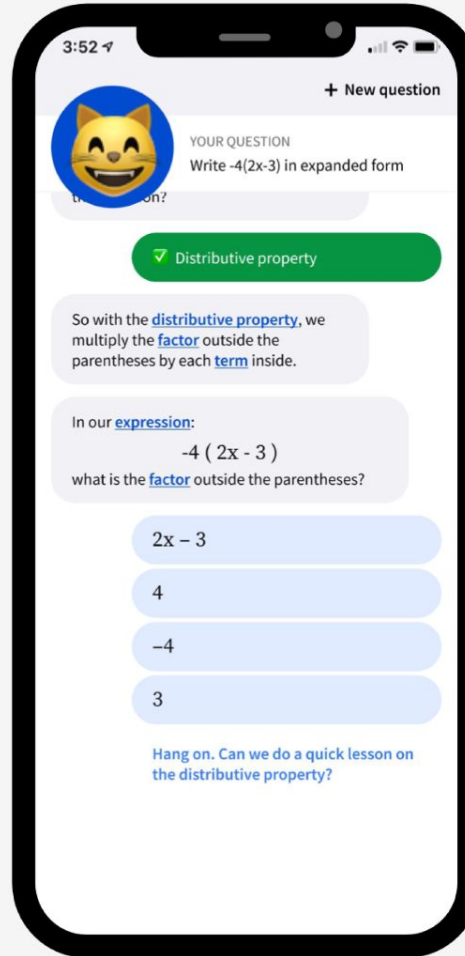 3:52
+ New question
YOUR QUESTION
Write -4(2x-3) in expanded form
on?
Distributive property
So with the distributive property, we
multiply the factor outside the
parentheses by each term inside.
In our expression:
-4 ( 2x - 3 )
what is the factor outside the parentheses?
2x – 3
4
–4
3
Hang on. Can we do a quick lesson on
the distributive property?